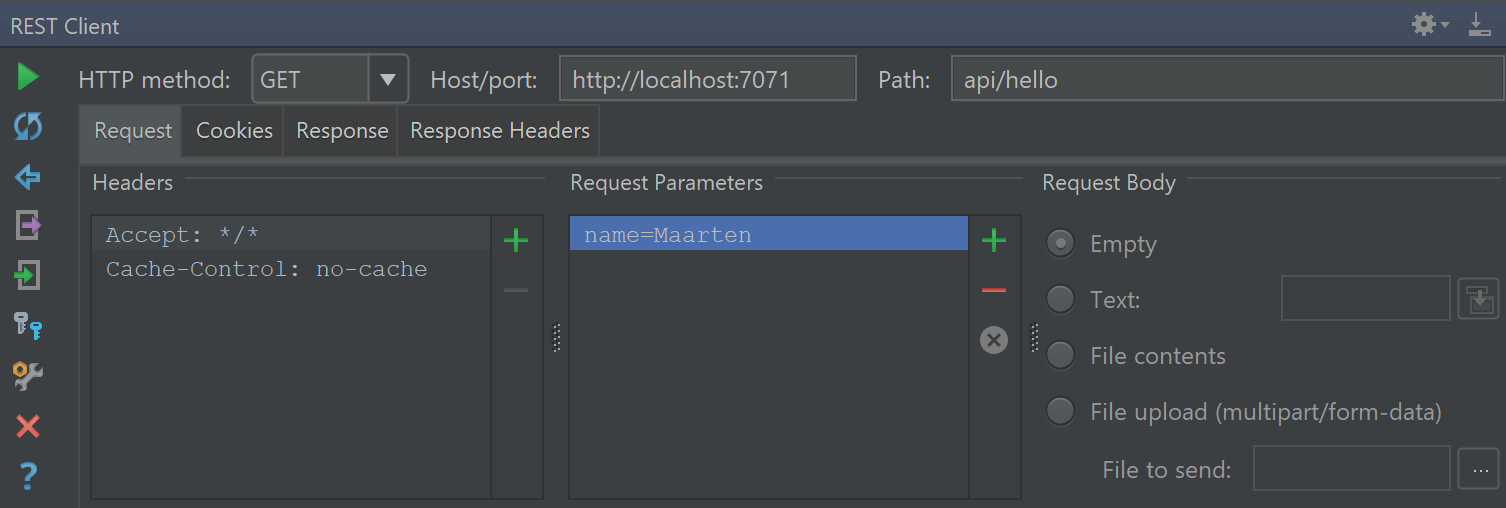 REST Client
HTTP method: GET Host/port: http://localhost:7071 Path: api/hello
Request Cookies Response Response Headers
Headers Request Parameters Request Body
Accept: */* name=Maarten Empty
Cache-Control: no-cache
Text:
File contents
File upload (multipart/form-data)
File to send: ...